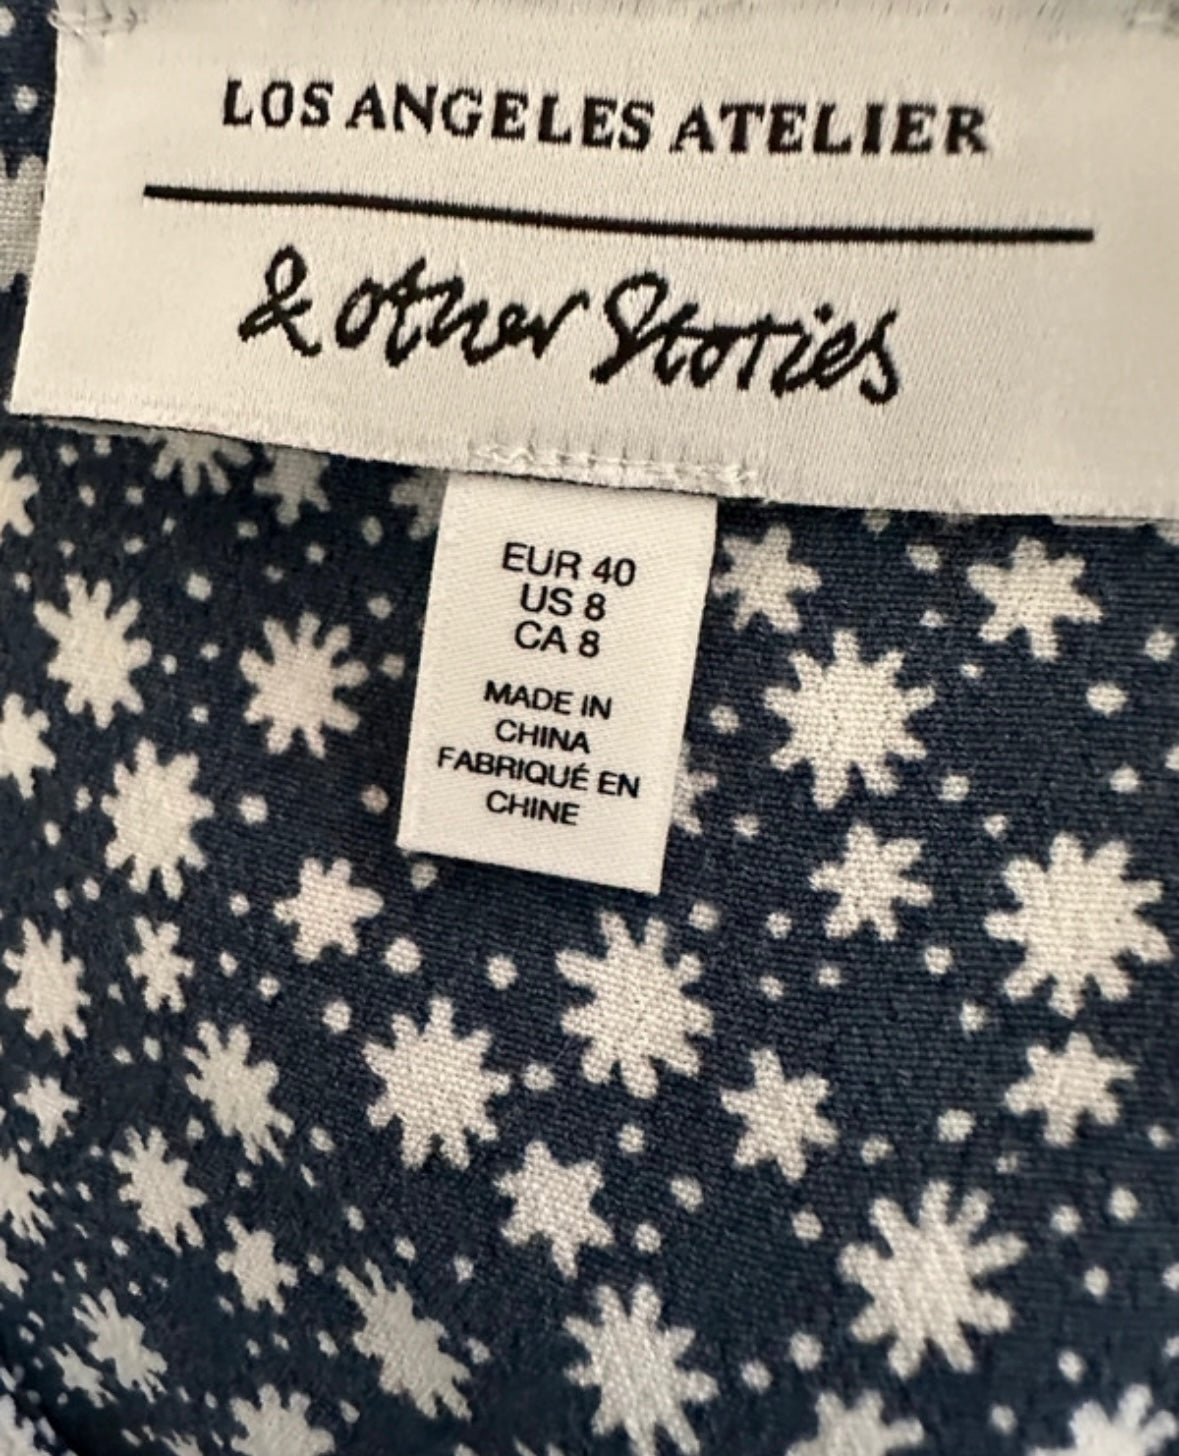 LOS ANGELES ATELIER
& other Stories
EUR 40
US 8
CA 8
MADE IN
CHINA
FABRIQUÉ EN
CHINE